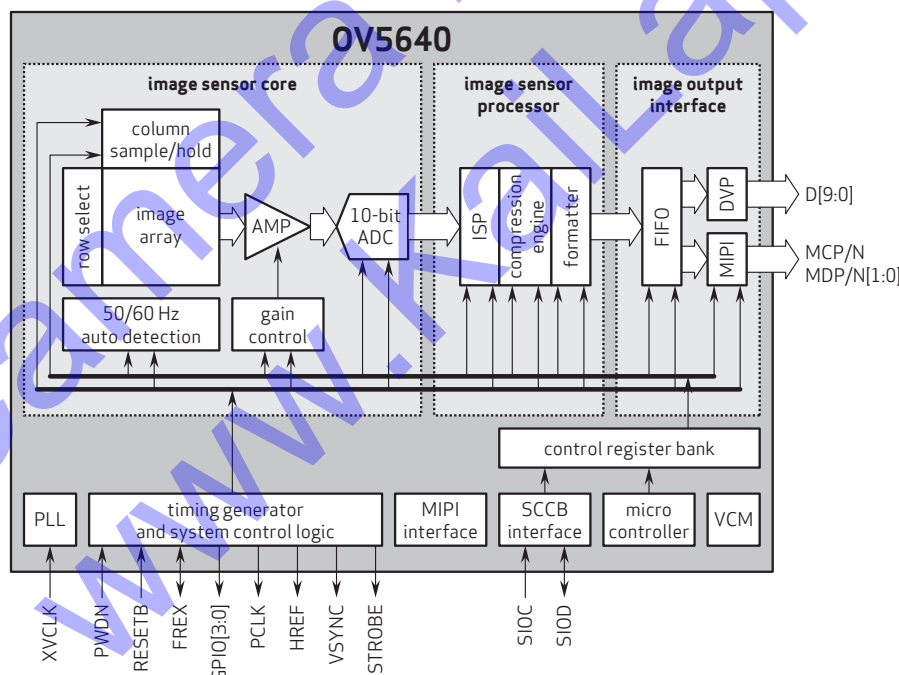 OV5640
image sensor core
image sensor
processor
image output
interface
column
sample/hold
row select
image
array
AMP
10-bit
ADC
ISP
compression
engine
formatter
FIFO
DVP
MIPI
D[9:0]
MCP/N
MDP/N[1:0]
50/60 Hz
auto detection
gain
control
control register bank
PLL
timing generator
and system control logic
MIPI
interface
SCCB
interface
micro
controller
VCM
XVCLK
PWDN
RESETB
FREX
GPIO[3:0]
PCLK
HREF
VSYNC
STROBE
SIOC
SIOD
camera
www.KaiLa